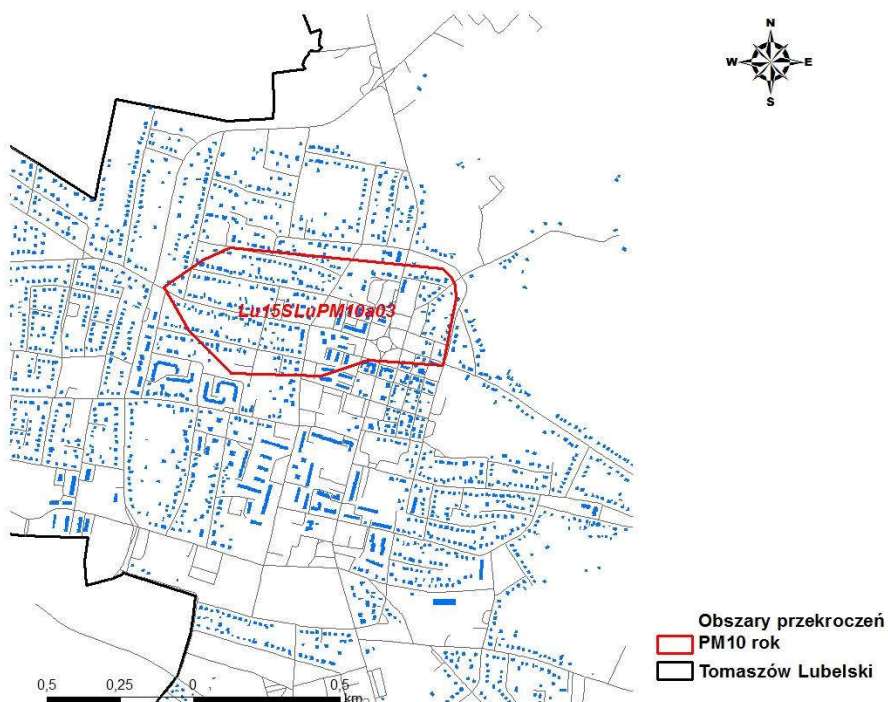 N
W E
S
Lu15SLuPM10a03
Obszary przekroczeń
PM10 rok
Tomaszów Lubelski
0,5 0,25 0 0,5
km